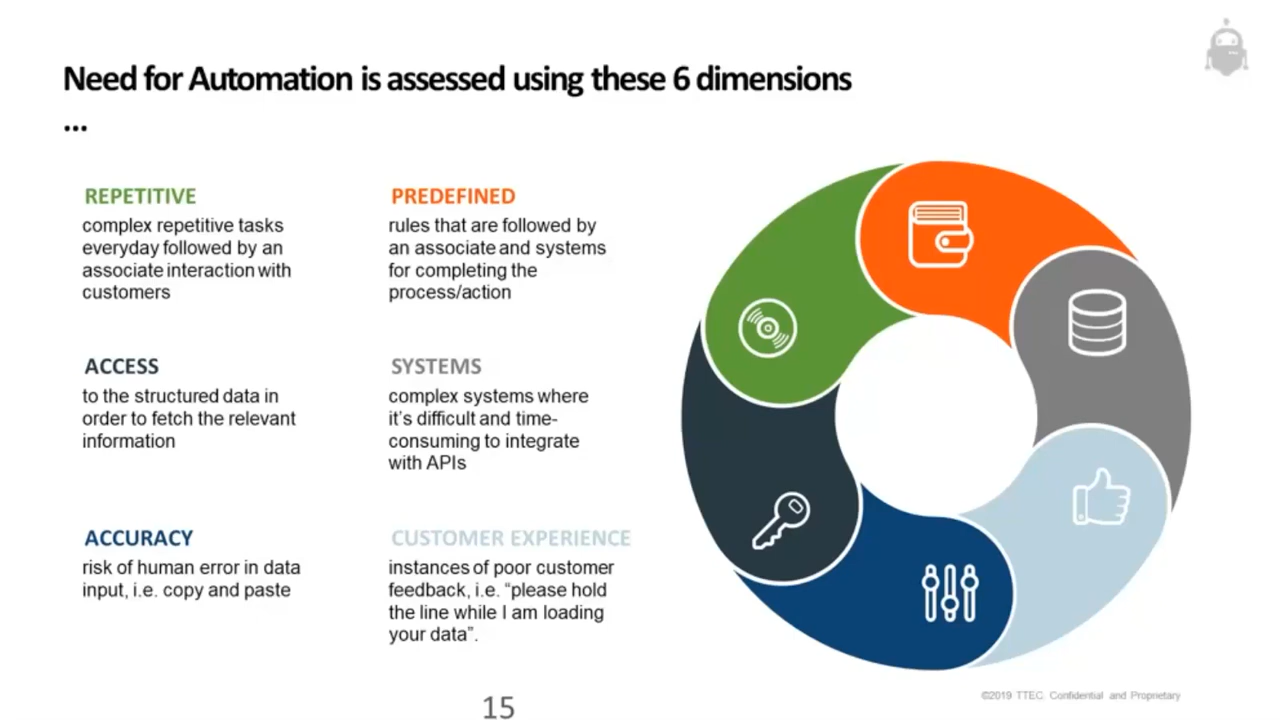 Need for Automation is assessed using these 6 dimensions
...
REPETITIVE
complex repetitive tasks
everyday followed by an
associate interaction with
customers
PREDEFINED
rules that are followed by
an associate and systems
for completing the
process/action
ACCESS
to the structured data in
order to fetch the relevant
information
SYSTEMS
complex systems where
it's difficult and time-
consuming to integrate
with APIs
ACCURACY
risk of human error in data
input, i.e. copy and paste
CUSTOMER EXPERIENCE
instances of poor customer
feedback, i.e. “please hold
the line while I am loading
your data”.
15
©2019 TTEC. Confidential and Proprietary